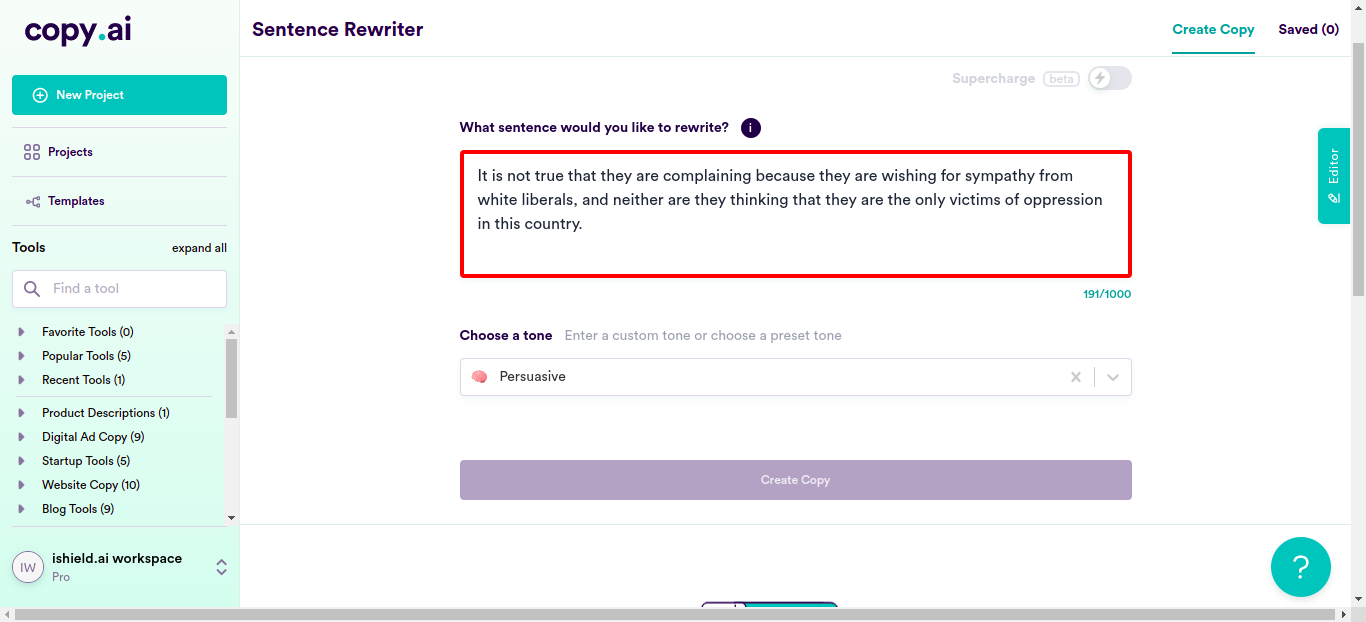 copy.ai
Sentence Rewriter
Create Copy
Saved (0)
New Project
Projects
Templates
Tools
expand all
Find a tool
Favorite Tools (0)
Popular Tools (5)
Recent Tools (1)
Product Descriptions (1)
Digital Ad Copy (9)
Startup Tools (5)
Website Copy (10)
Blog Tools (9)
IW
ishield.ai workspace
Pro
Supercharge beta
What sentence would you like to rewrite? i
It is not true that they are complaining because they are wishing for sympathy from
white liberals, and neither are they thinking that they are the only victims of oppression
in this country.
191/1000
Choose a tone Enter a custom tone or choose a preset tone
Persuasive
Create Copy
Editor
?